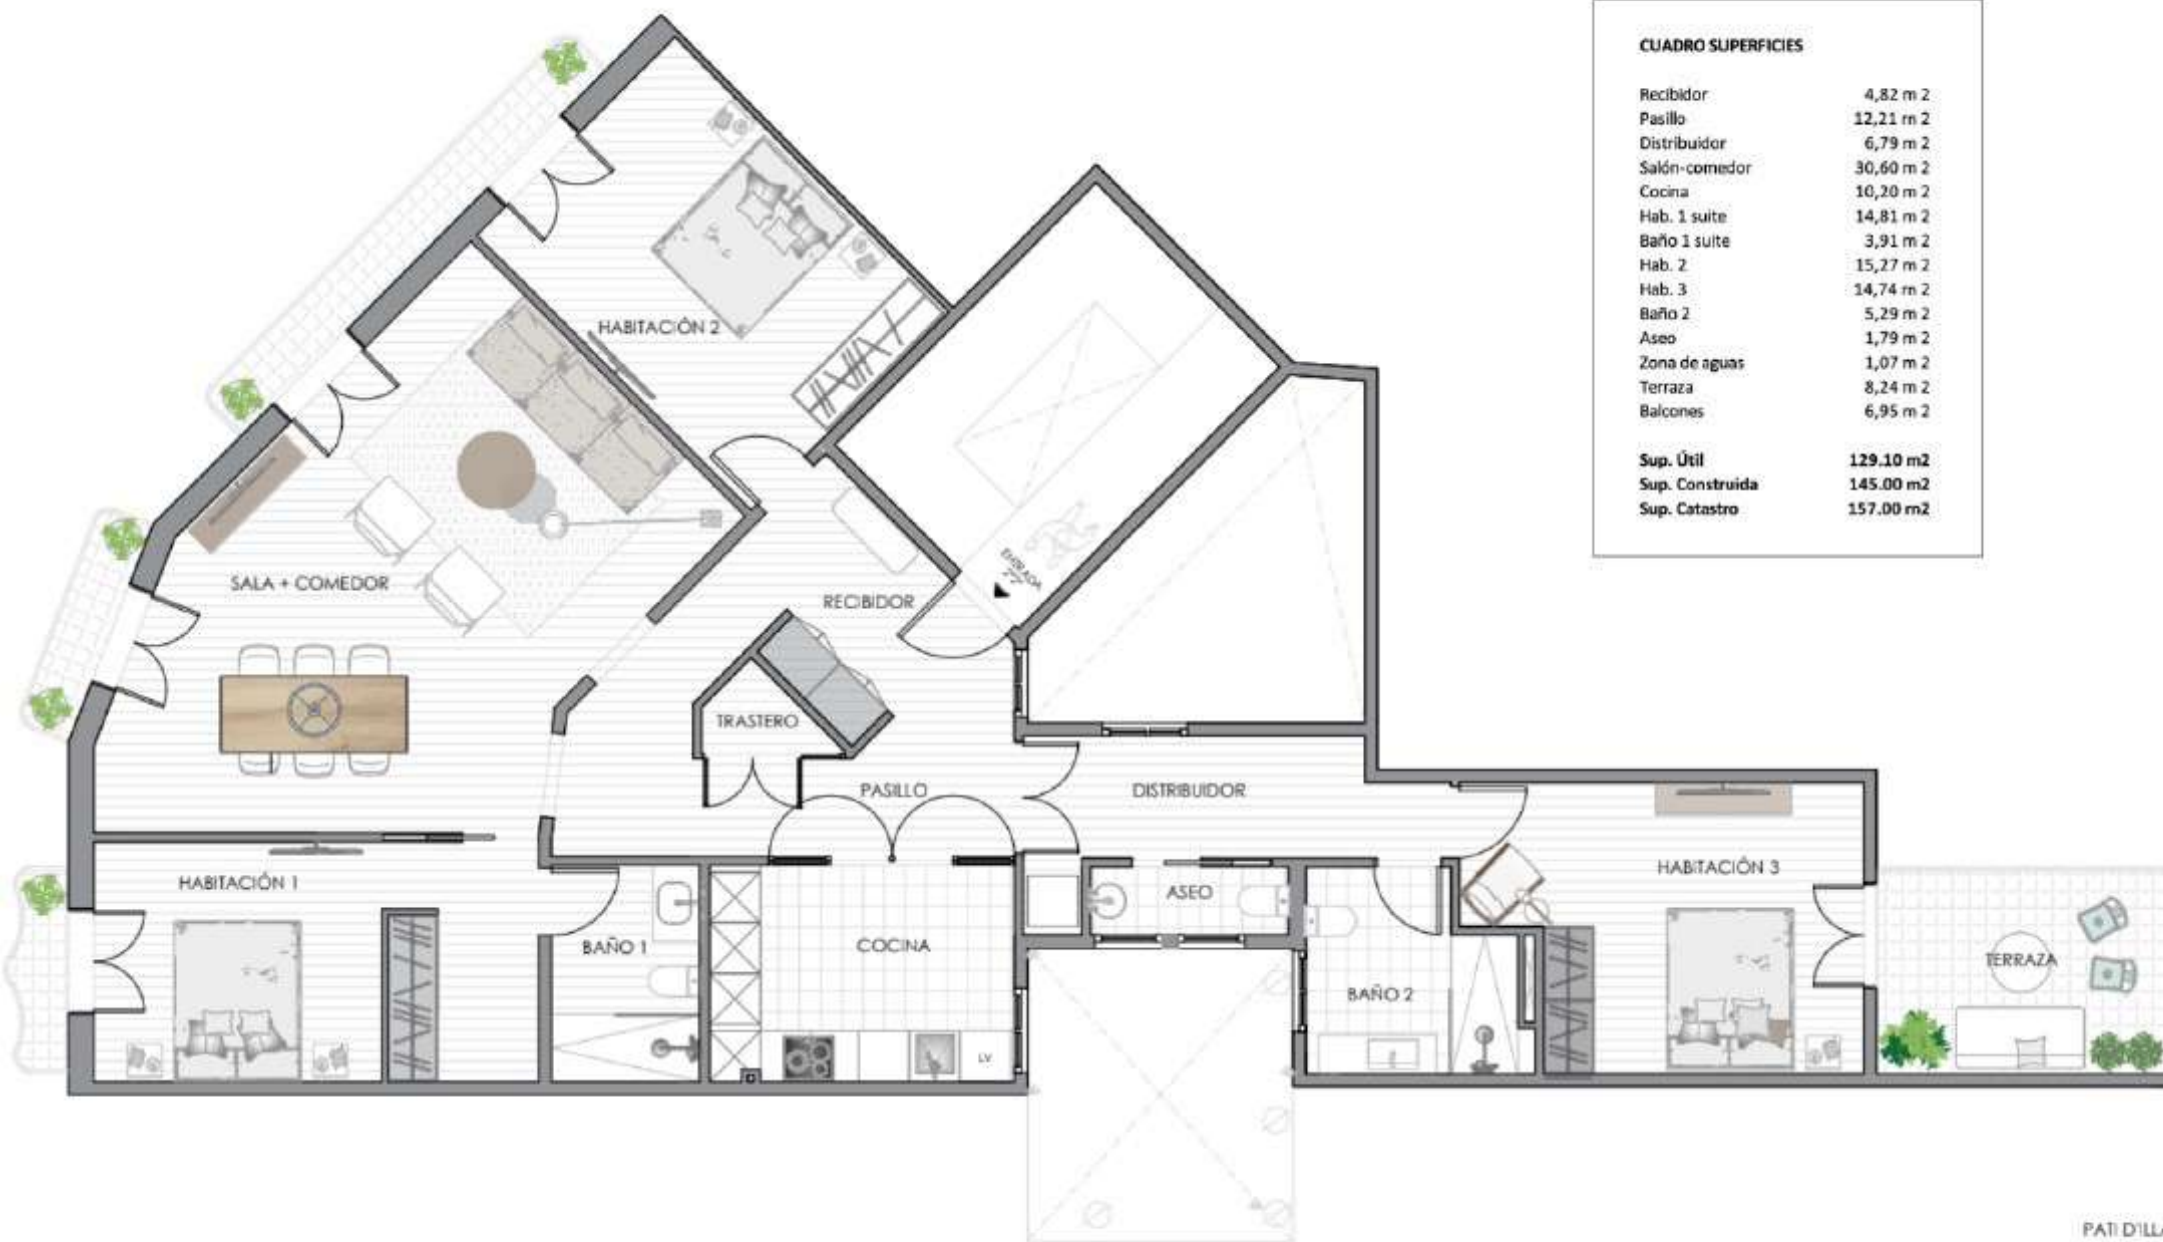 CUADRO SUPERFICIES
Recibidor 4,82 m 2
Pasillo 12,21 m 2
Distribuidor 6,79 m 2
Salón-comedor 30,60 m 2
Cocina 10,20 m 2
Hab. 1 suite 14,81 m 2
Baño 1 suite 3,91 m 2
Hab. 2 15,27 m 2
Hab. 3 14,74 m 2
Baño 2 5,29 m 2
Aseo 1,79 m 2
Zona de aguas 1,07 m 2
Terraza 8,24 m 2
Balcones 6,95 m 2
Sup. Útil 129.10 m2
Sup. Construida 145.00 m2
Sup. Catastro 157.00 m2
HABITACIÓN 2
ENTRADA
SALA + COMEDOR
RECIBIDOR
TRASTERO
PASILLO
DISTRIBUIDOR
HABITACIÓN 3
HABITACIÓN 1
ASEO
BAÑO 1
COCINA
TERRAZA
BAÑO 2
LV
PATI D'ILLA